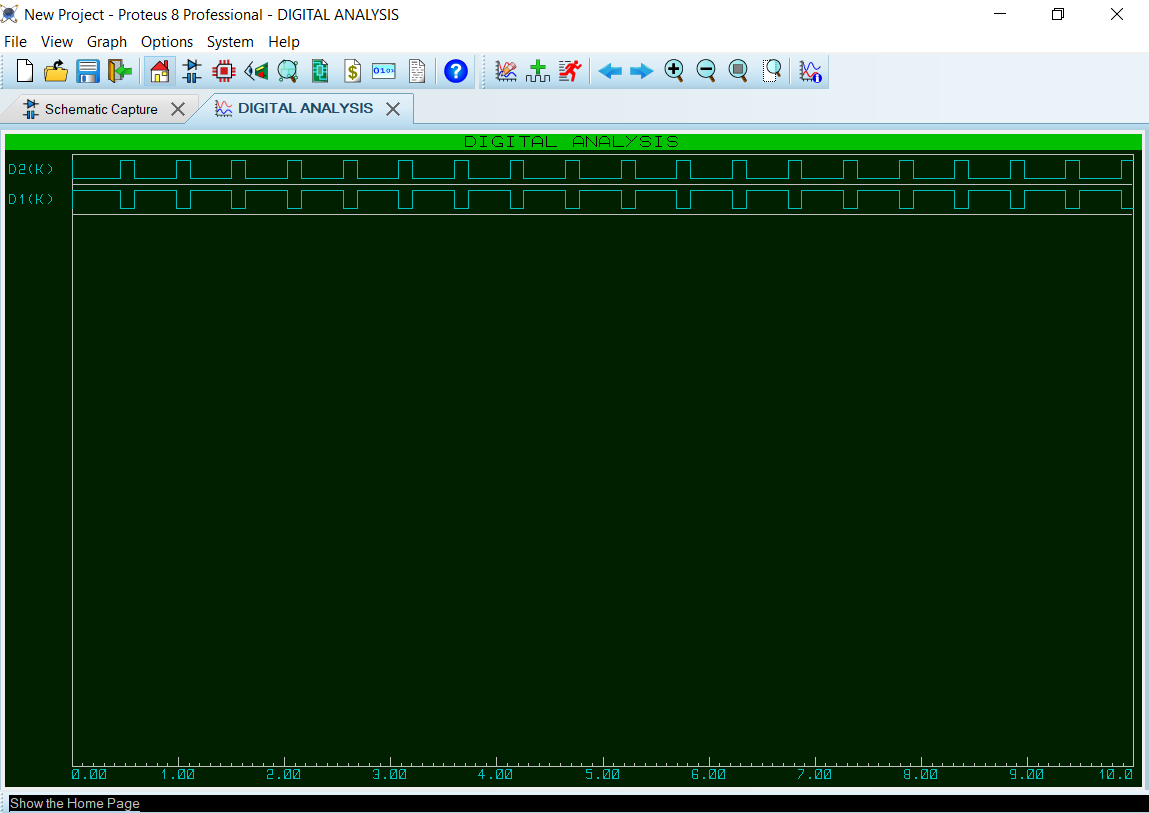 New Project - Proteus 8 Professional - DIGITAL ANALYSIS
File View Graph Options System Help
$ 0101 ?
Schematic Capture DIGITAL ANALYSIS
DIGITAL ANALYSIS
D2(K)
D1(K)
0.00 1.00 2.00 3.00 4.00 5.00 6.00 7.00 8.00 9.00 10.0
Show the Home Page